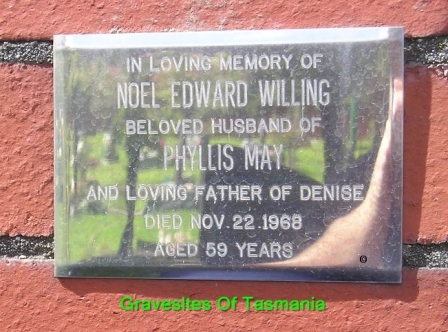 IN LOVING MEMORY OF
NOEL EDWARD WILLING
BELOVED HUSBAND OF
PHYLLIS MAY
AND LOVING FATHER OF DENISE
DIED NOV. 22. 1968
AGED 59 YEARS
Gravesites Of Tasmania